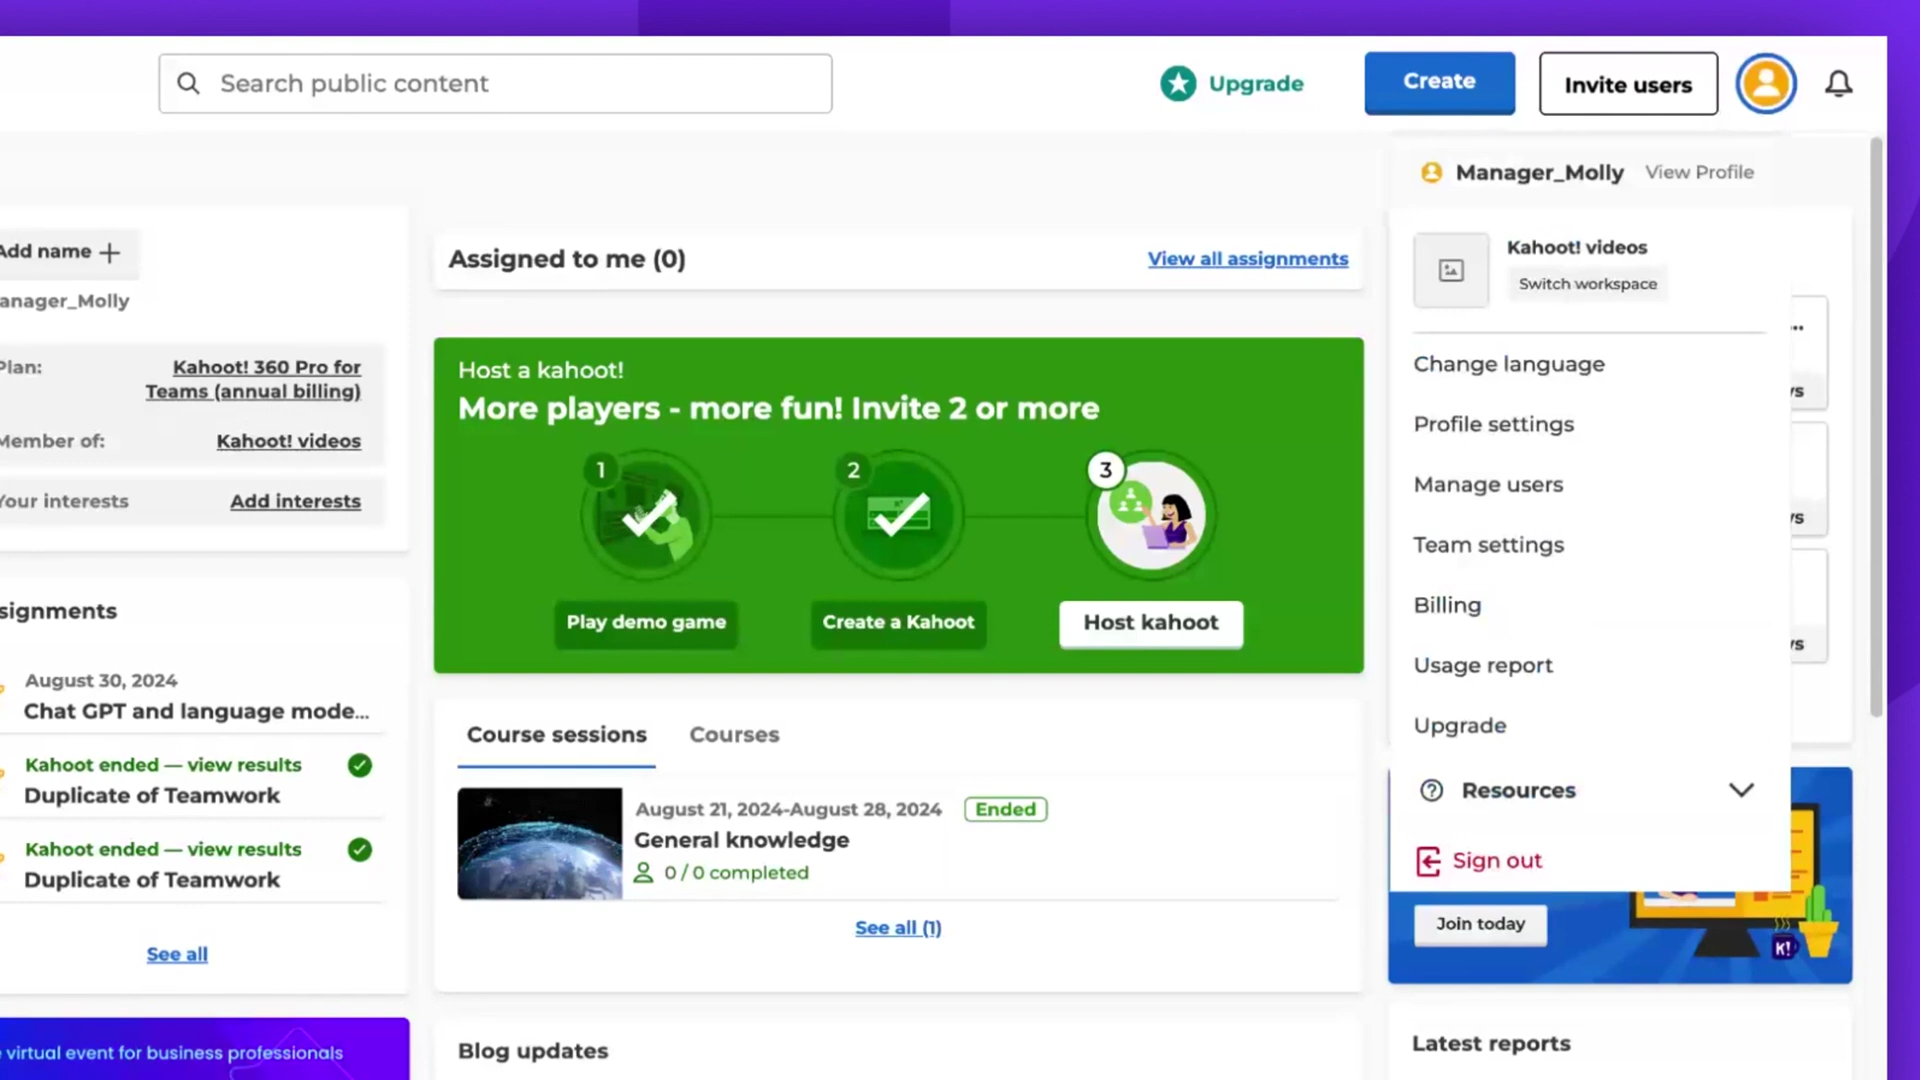 Search public content
Upgrade
Create
Invite users
Manager_Molly View Profile
Kahoot! videos
Switch workspace
Change language
Profile settings
Manage users
Team settings
Billing
Usage report
Upgrade
Resources
Sign out
Join today
K!
Latest reports
Add name
anager_Molly
Plan: Kahoot! 360 Pro for
Teams (annual billing)
Member of: Kahoot! videos
Your interests Add interests
signments
August 30, 2024
Chat GPT and language mode...
Kahoot ended — view results
Duplicate of Teamwork
Kahoot ended — view results
Duplicate of Teamwork
See all
virtual event for business professionals
Assigned to me (0) View all assignments
Host a kahoot!
More players - more fun! Invite 2 or more
1 2 3
Play demo game Create a Kahoot Host kahoot
Course sessions Courses
August 21, 2024-August 28, 2024 Ended
General knowledge
0 / 0 completed
See all (1)
Blog updates